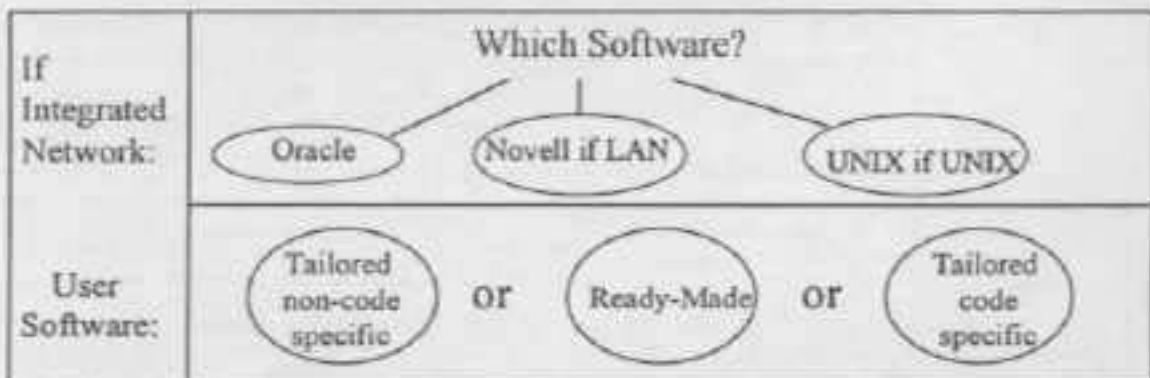 If
Integrated
Network:
Which Software?
Oracle
Novell if LAN
UNIX if UNIX
User
Software:
Tailored
non-code
specific
or
Ready-Made
or
Tailored
code
specific